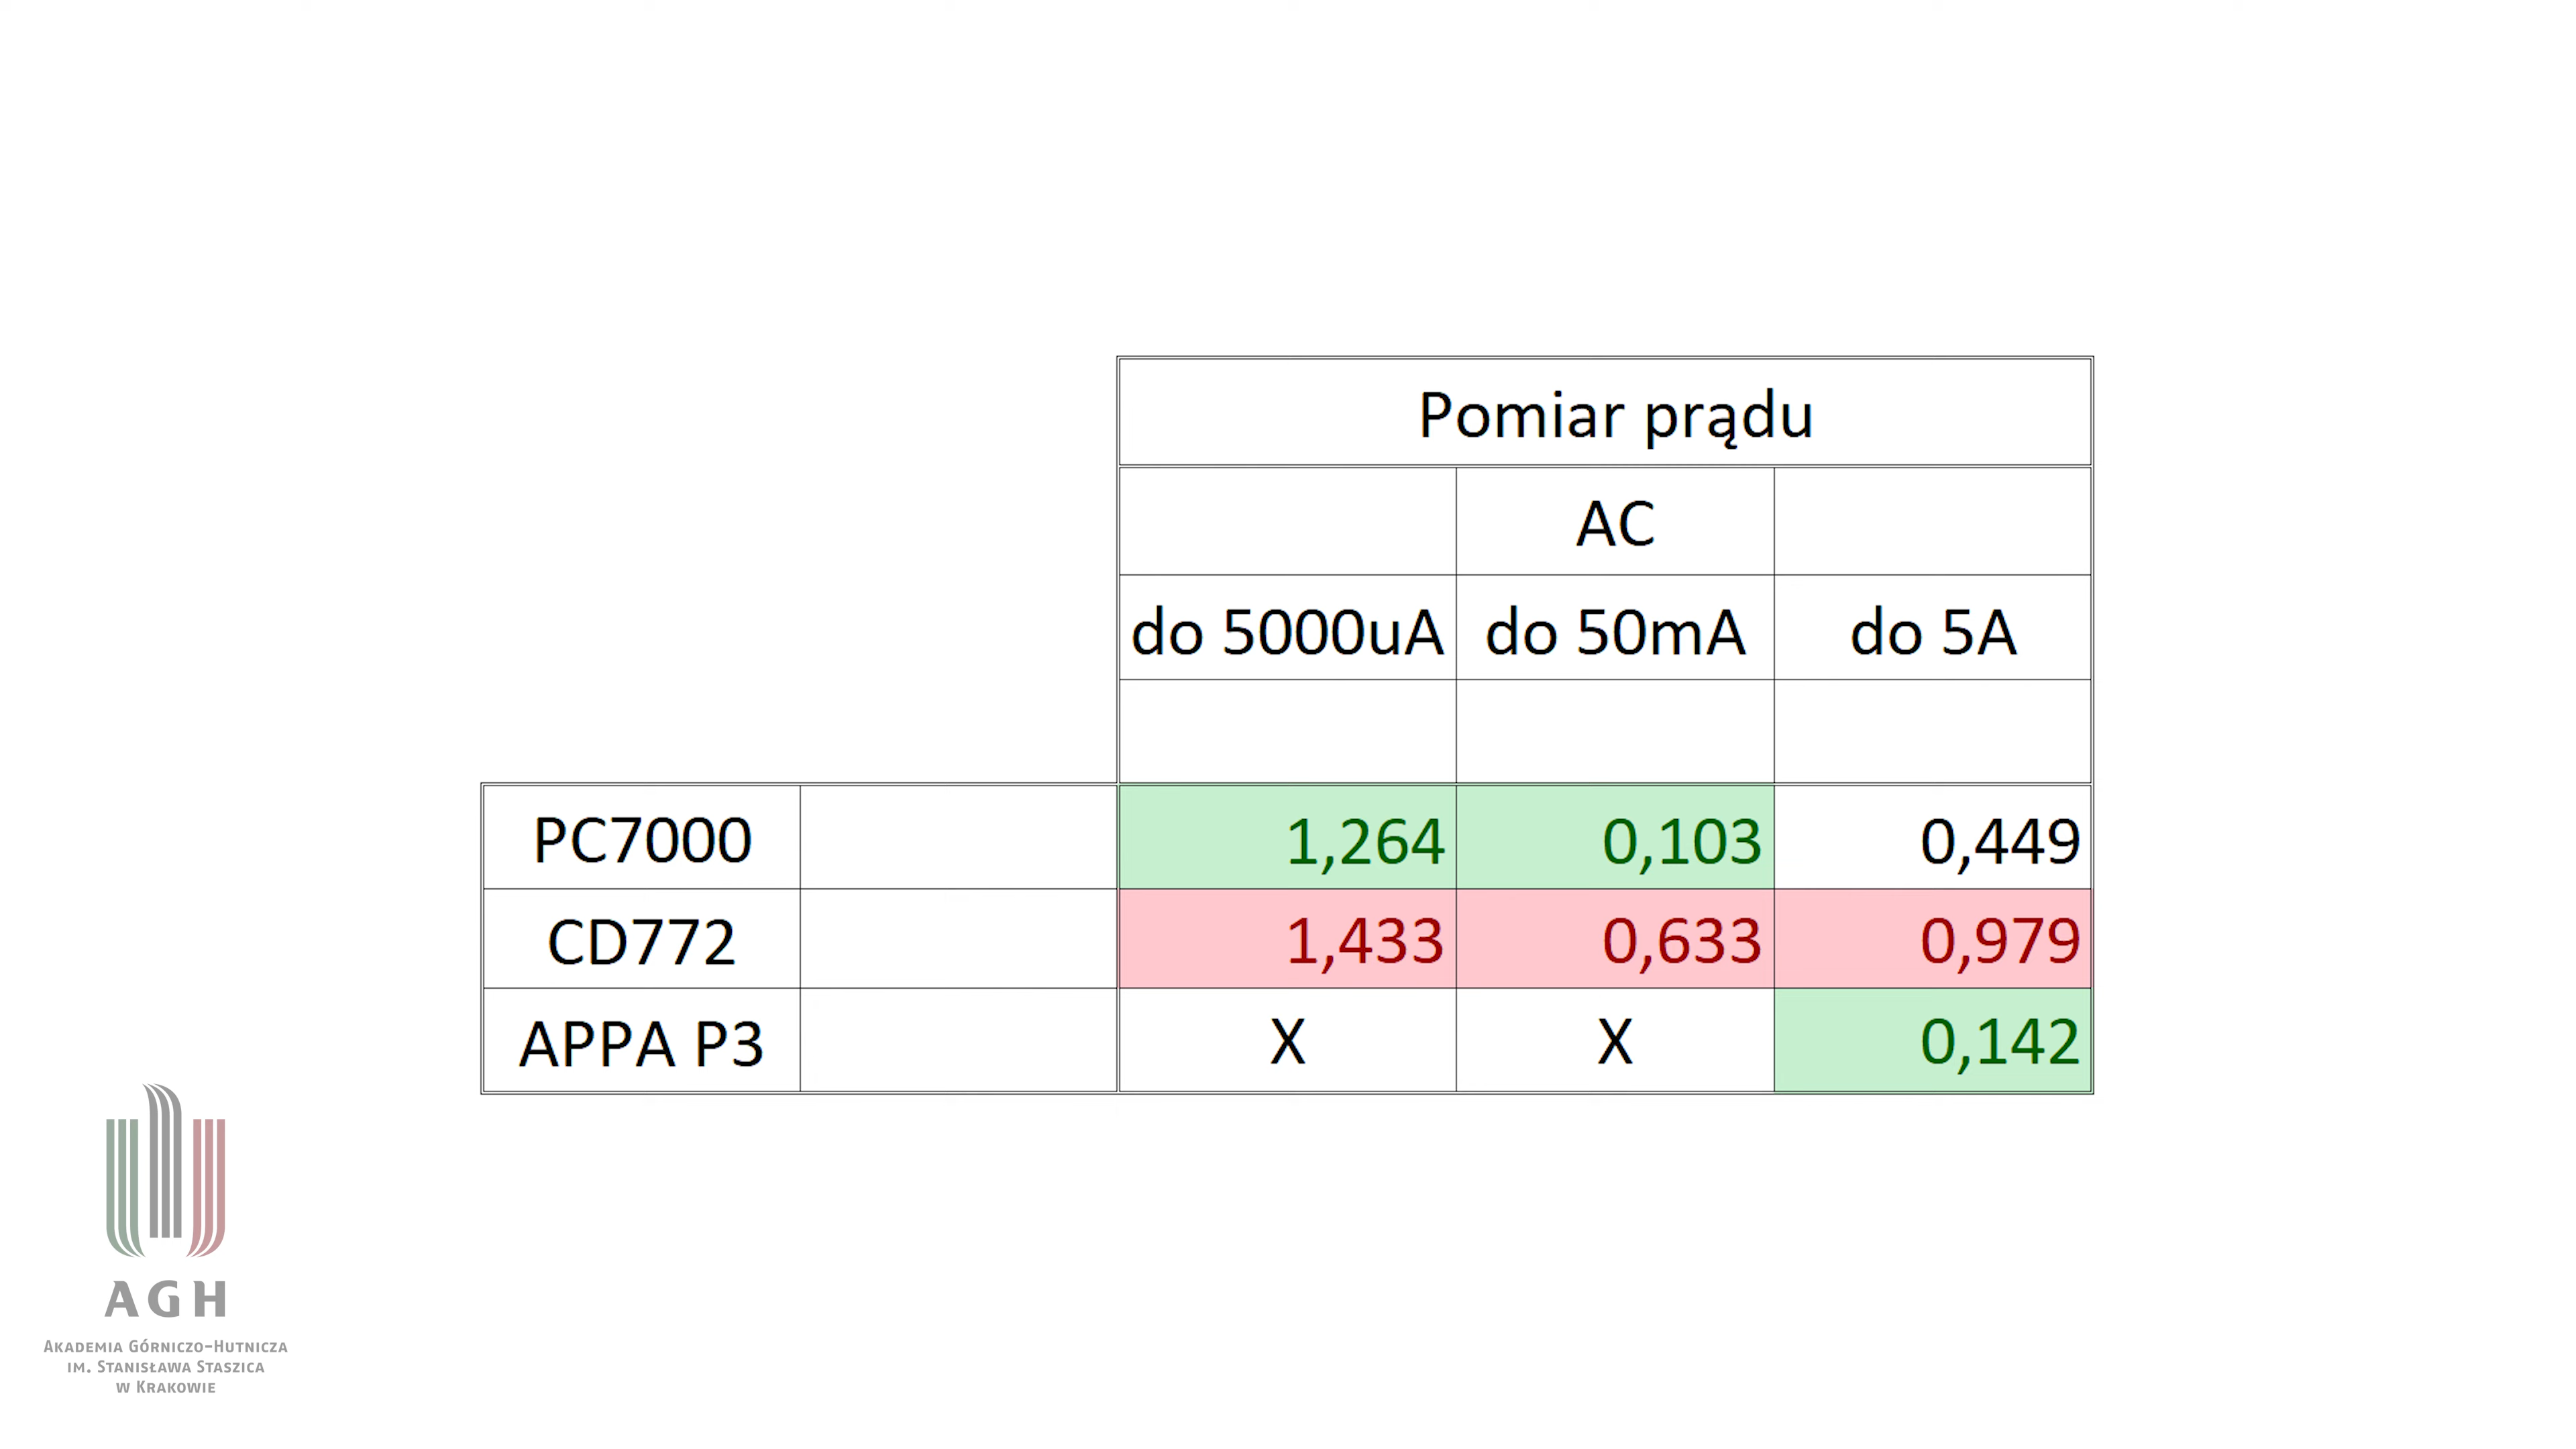 Pomiar prądu
AC
do 5000uA do 50mA do 5A
PC7000 1,264 0,103 0,449
CD772 1,433 0,633 0,979
APPA P3 X X 0,142
AGH
AKADEMIA GÓRNICZO-HUTNICZA
IM. STANISŁAWA STASZICA
W KRAKOWIE